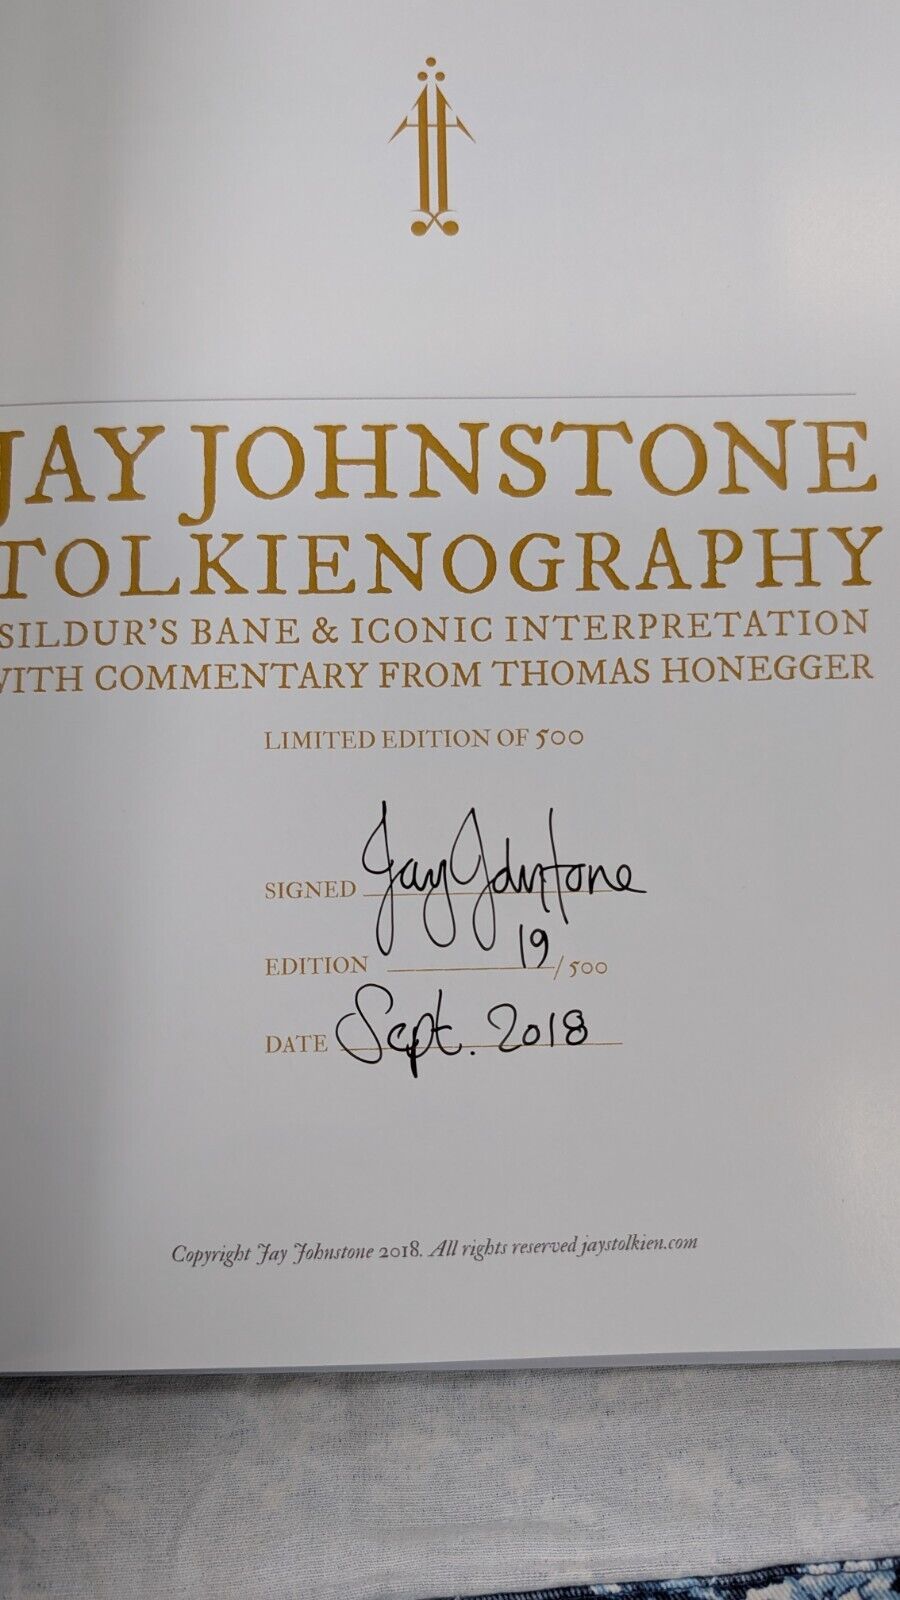 JAY JOHNSTONE
TOLKIENOGRAPHY
SILDUR'S BANE & ICONIC INTERPRETATION
WITH COMMENTARY FROM THOMAS HONEGGER
LIMITED EDITION OF 500
SIGNED Jay Johnstone
EDITION 19/500
DATE Sept. 2018
Copyright Jay Johnstone 2018. All rights reserved jaystolkien.com